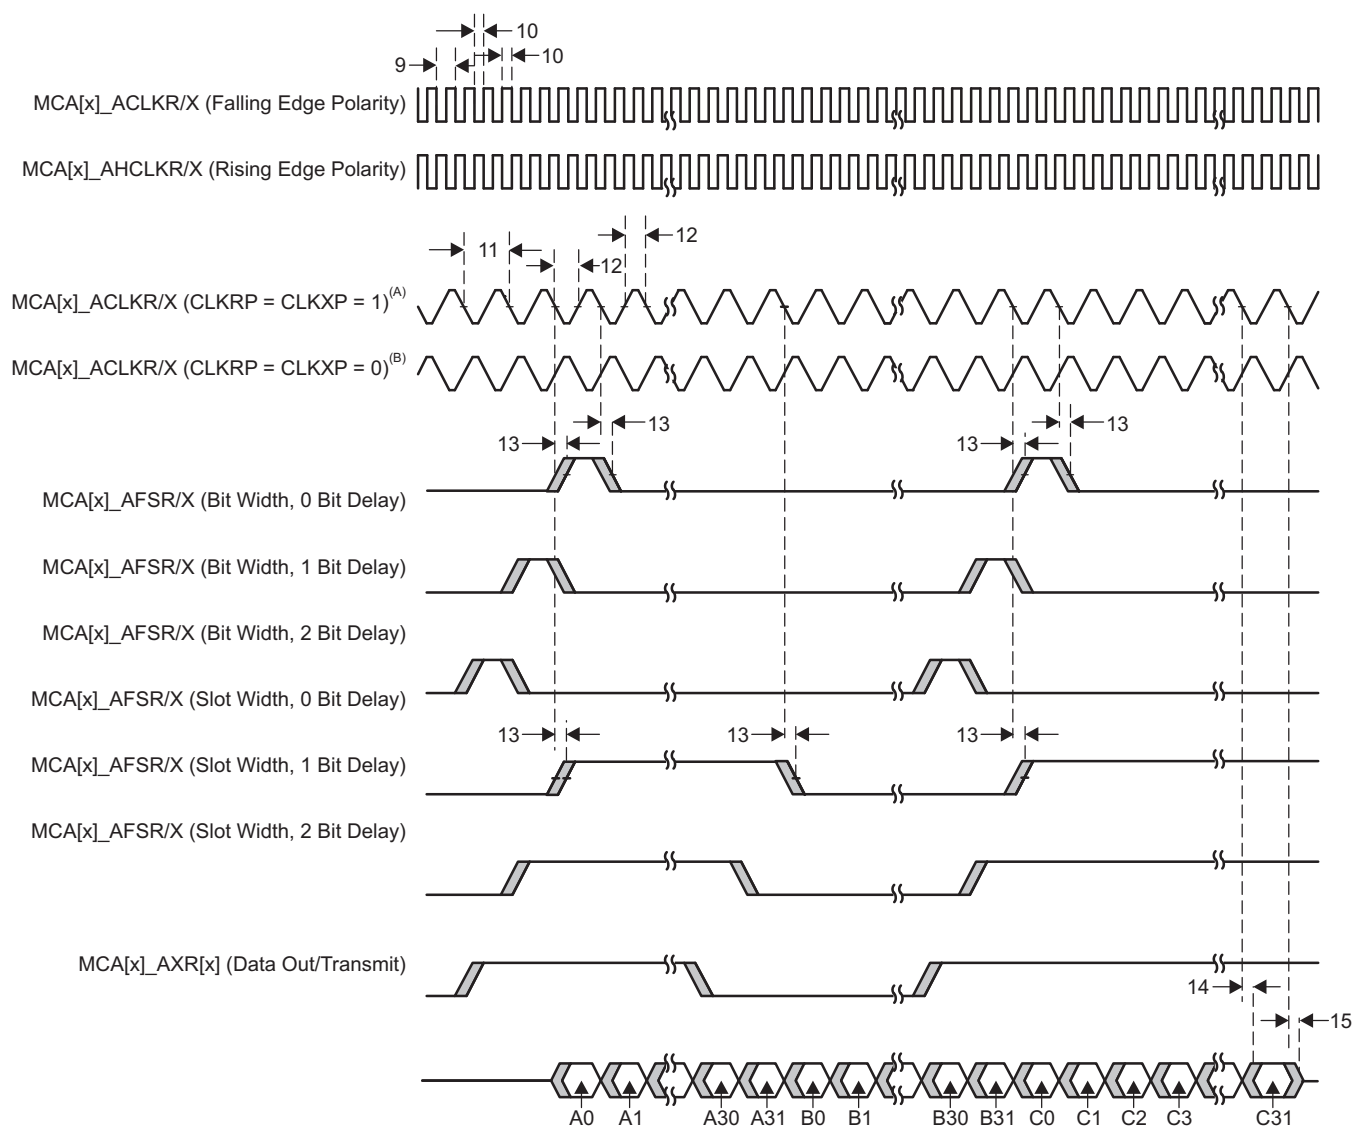 10
10
9
MCA[x]_ACLKR/X (Falling Edge Polarity)
MCA[x]_AHCLKR/X (Rising Edge Polarity)
12
11
12
MCA[x]_ACLKR/X (CLKRP = CLKXP = 1)(A)
MCA[x]_ACLKR/X (CLKRP = CLKXP = 0)(B)
13 13
13 13
MCA[x]_AFSR/X (Bit Width, 0 Bit Delay)
MCA[x]_AFSR/X (Bit Width, 1 Bit Delay)
MCA[x]_AFSR/X (Bit Width, 2 Bit Delay)
MCA[x]_AFSR/X (Slot Width, 0 Bit Delay)
13 13 13
MCA[x]_AFSR/X (Slot Width, 1 Bit Delay)
MCA[x]_AFSR/X (Slot Width, 2 Bit Delay)
MCA[x]_AXR[x] (Data Out/Transmit)
14
15
A0 A1 A30 A31 B0 B1 B30 B31 C0 C1 C2 C3 C31